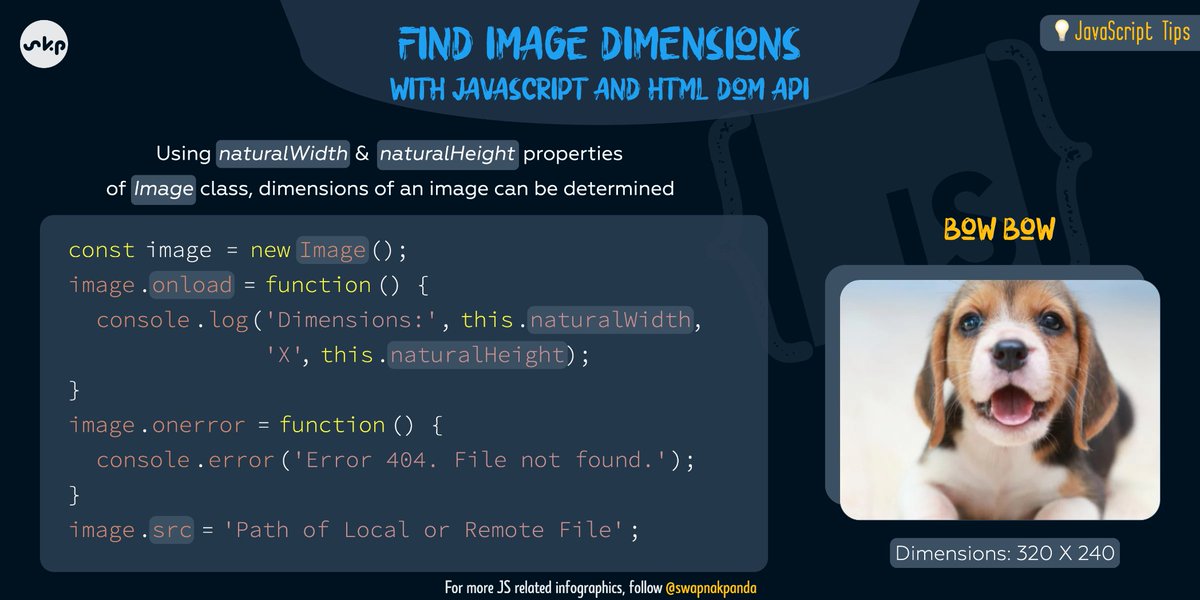 skp
FIND IMAGE DIMENSIONS
WITH JAVASCRIPT AND HTML DOM API
JavaScript Tips
Using naturalWidth & naturalHeight properties
of Image class, dimensions of an image can be determined
JS
const image = new Image();
image.onload = function() {
  console.log('Dimensions:', this.naturalWidth,
              'X', this.naturalHeight);
}
image.onerror = function() {
  console.error('Error 404. File not found.');
}
image.src = 'Path of Local or Remote File';
BOW BOW
Dimensions: 320 X 240
For more JS related infographics, follow @swapnakpanda